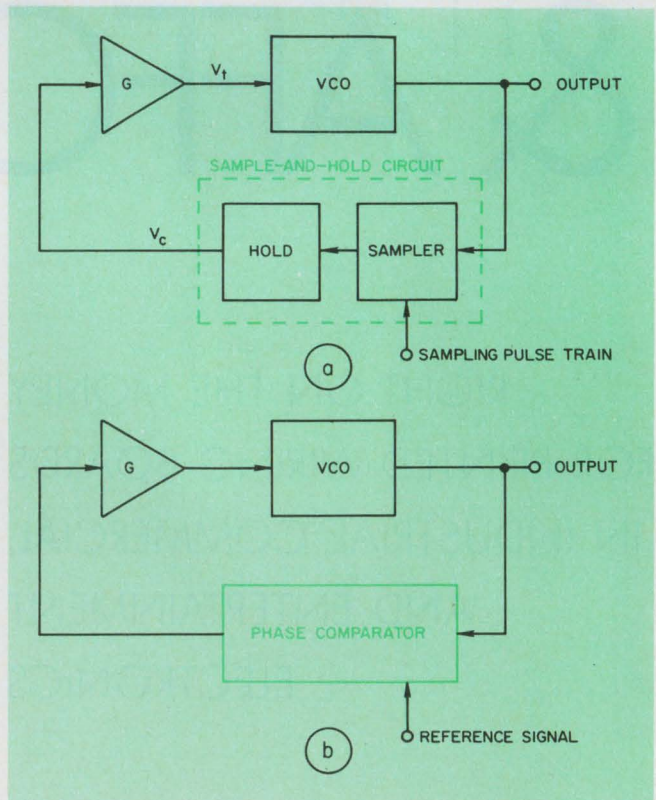 G
Vt
VCO
OUTPUT
SAMPLE-AND-HOLD CIRCUIT
Vc
HOLD
SAMPLER
SAMPLING PULSE TRAIN
a
G
VCO
OUTPUT
PHASE COMPARATOR
REFERENCE SIGNAL
b